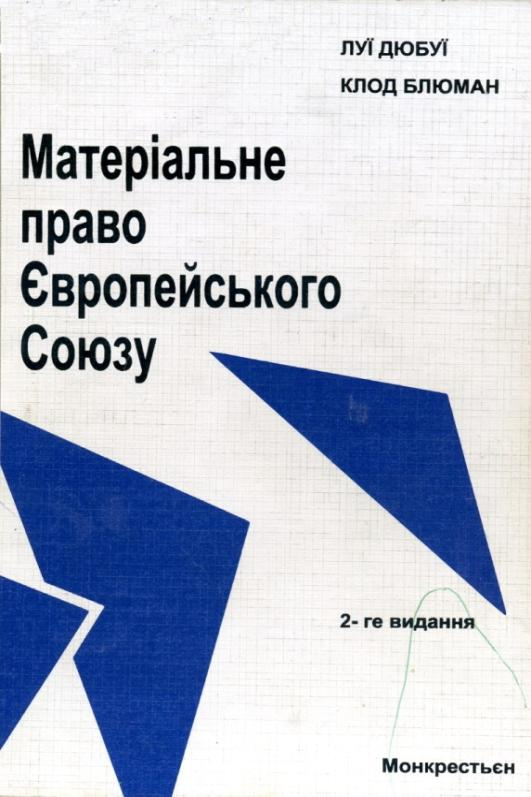 ЛУЇ ДЮБУЇ
КЛОД БЛЮМАН
Матеріальне
право
Європейського
Союзу
2- ге видання
Монкрестьєн